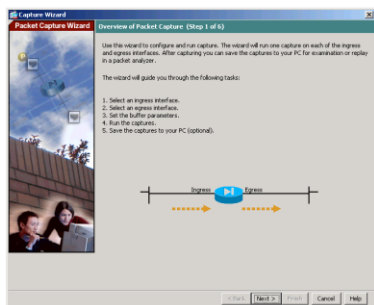 Capture Wizard
Packet Capture Wizard
Overview of Packet Capture (Step 1 of 6)
Use this wizard to configure and run capture. The wizard will run one capture on each of the ingress
and egress interfaces. After capturing you can save the captures to your PC for examination or replay
in a packet analyzer.
The wizard will guide you through the following tasks:
1. Select an ingress interface.
2. Select an egress interface.
3. Set the buffer parameters.
4. Run the captures.
5. Save the captures to your PC (optional).
Ingress Egress
< Back Next > Finish Cancel Help